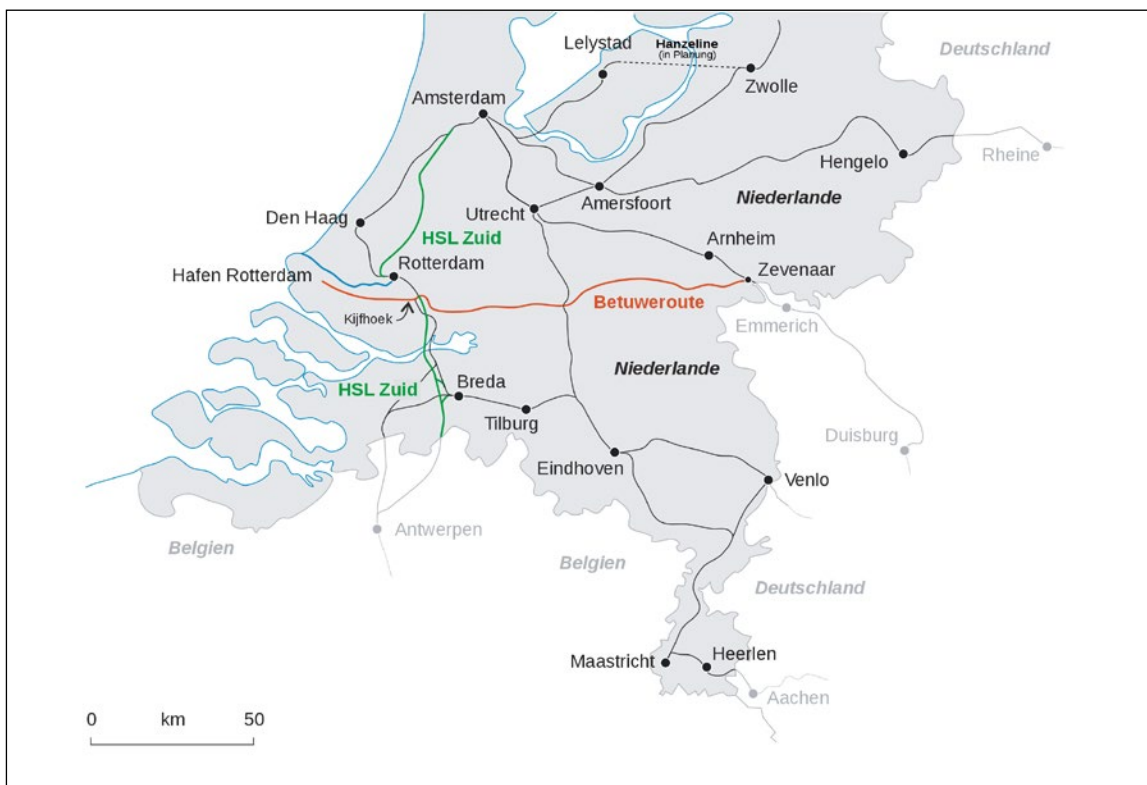 Lelystad
Hanzeline
(in Planung)
Deutschland
Zwolle
Amsterdam
Hengelo
Rheine
Amersfoort
Niederlande
Den Haag
Utrecht
HSL Zuid
Arnheim
Rotterdam
Zevenaar
Hafen Rotterdam
Betuweroute
Kijfhoek
Emmerich
Niederlande
HSL Zuid
Breda
Tilburg
Duisburg
Eindhoven
Venlo
Antwerpen
Belgien
Belgien
Deutschland
Maastricht
Heerlen
Aachen
0 km 50